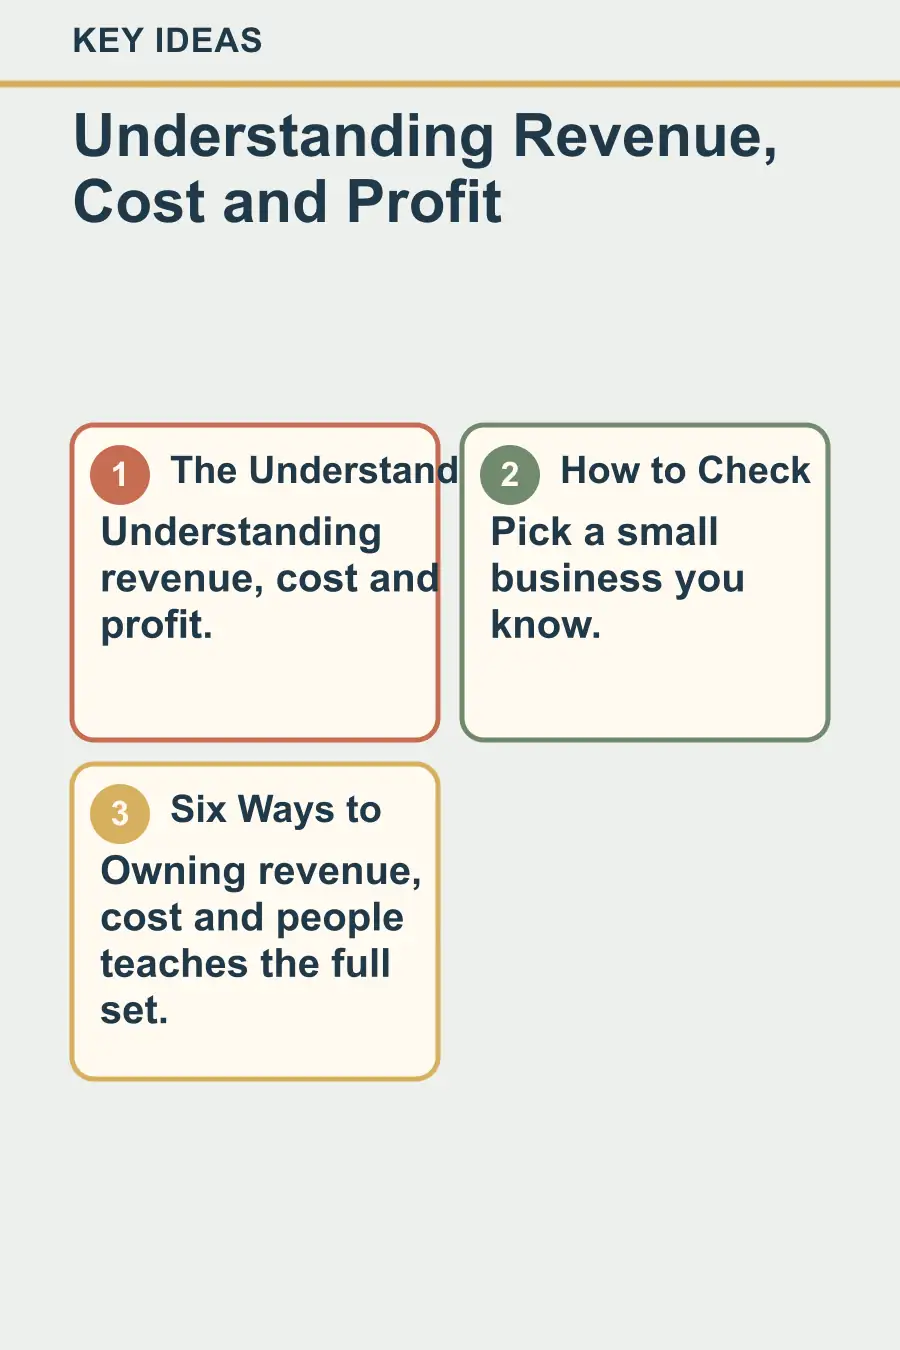 KEY IDEAS
Understanding Revenue,
Cost and Profit
1 The Understand
Understanding
revenue, cost and
profit.
2 How to Check
Pick a small
business you
know.
3 Six Ways to
Owning revenue,
cost and people
teaches the full
set.